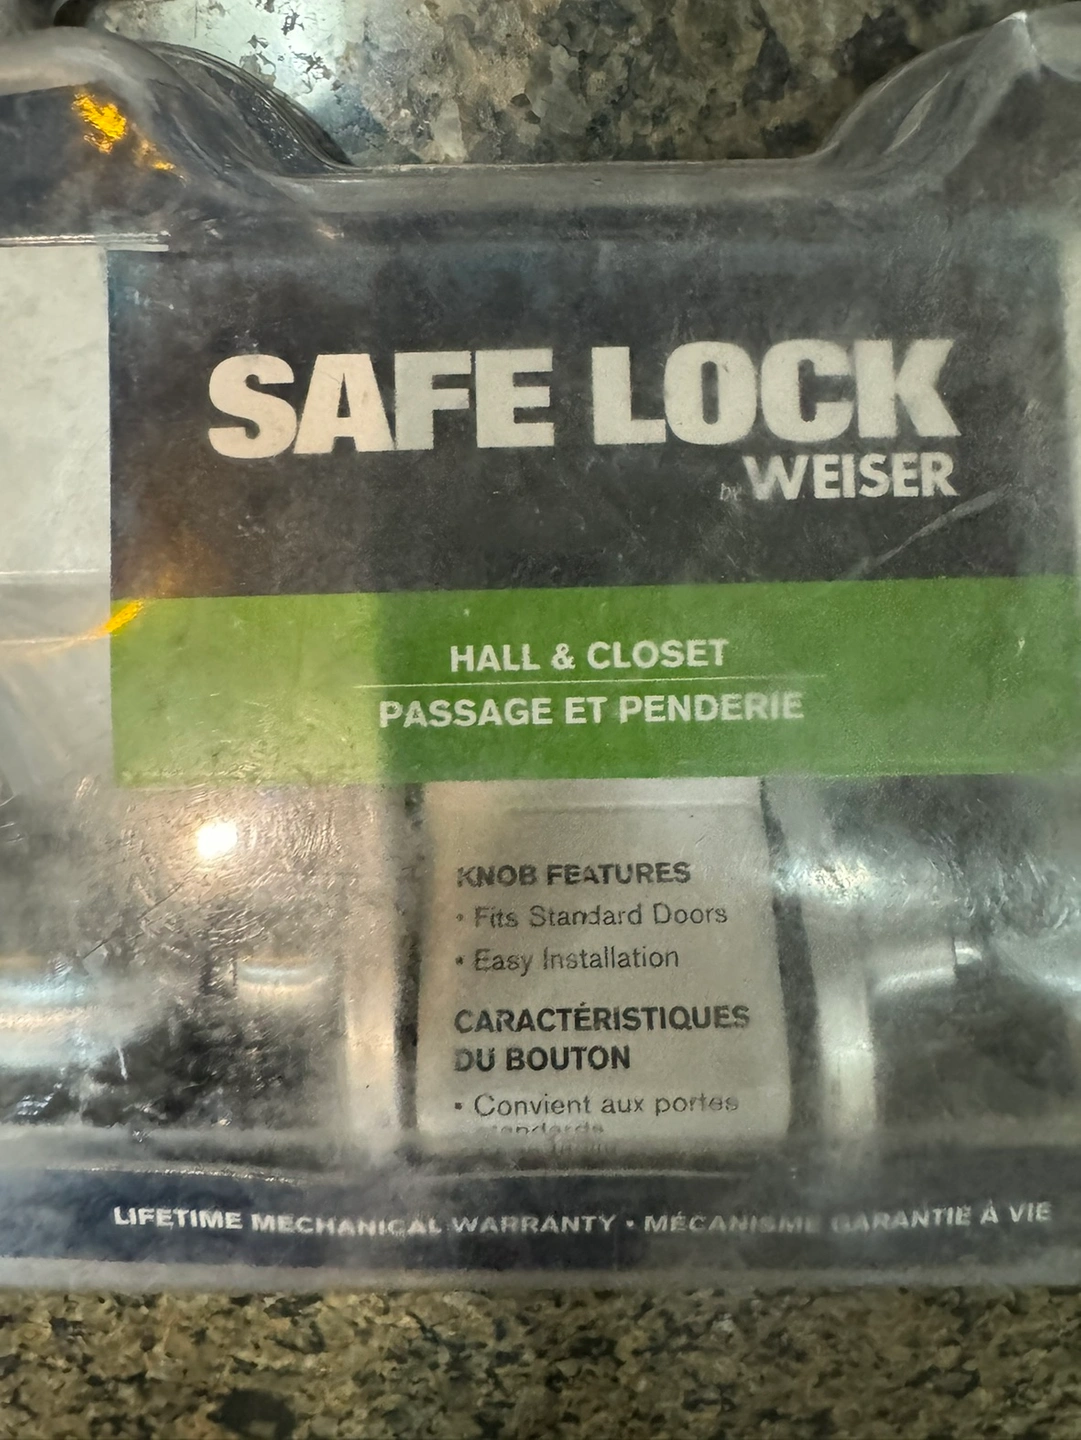 SAFE LOCK
by WEISER
HALL & CLOSET
PASSAGE ET PENDERIE
KNOB FEATURES
• Fits Standard Doors
• Easy Installation
CARACTÉRISTIQUES
DU BOUTON
• Convient aux portes
standards
LIFETIME MECHANICAL WARRANTY • MÉCANISME GARANTIE À VIE